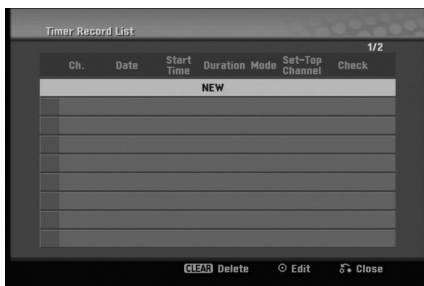 Timer Record List
1/2
Ch. Date Start Time Duration Mode Set-Top Channel Check
NEW
CLEAR Delete ⊙ Edit Close